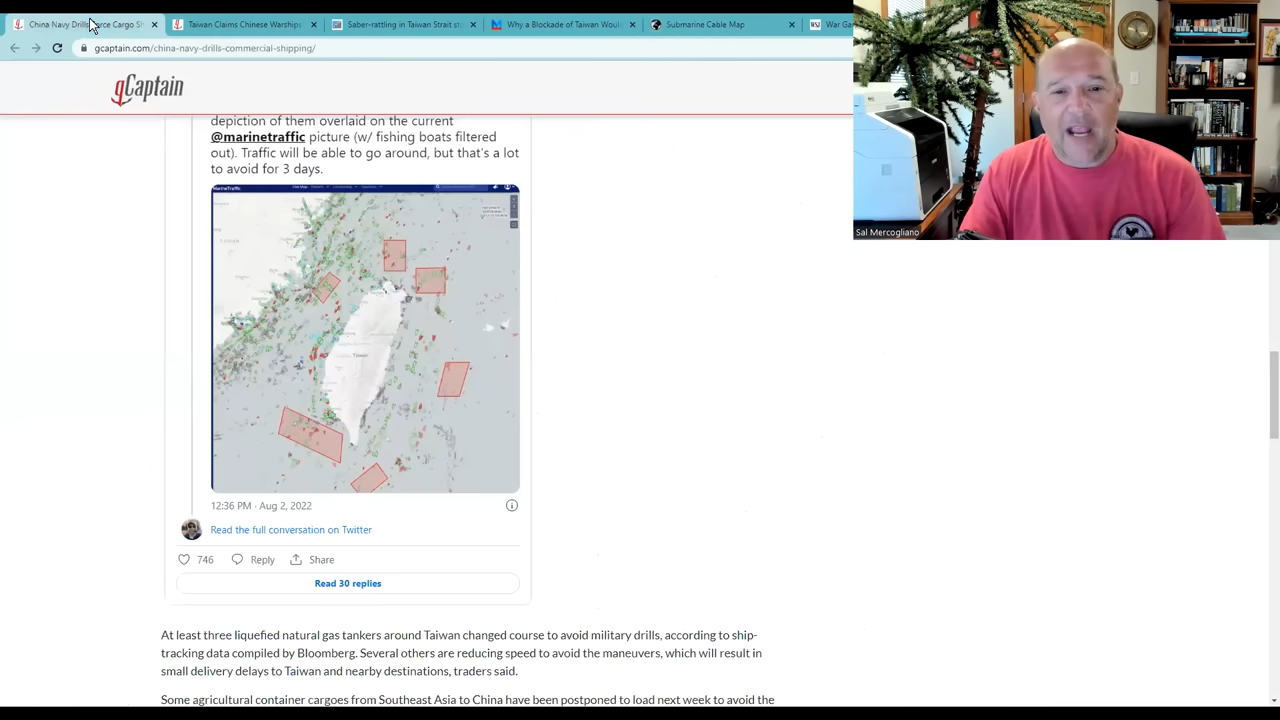 China Navy Drills Force Cargo Sh
Taiwan Claims Chinese Warships
Saber-rattling in Taiwan Strait st
Why a Blockade of Taiwan Woul
Submarine Cable Map
WSJ
War Ga
gcaptain.com/china-navy-drills-commercial-shipping/
gCaptain
depiction of them overlaid on the current
@marinetraffic picture (w/ fishing boats filtered
out). Traffic will be able to go around, but that's a lot
to avoid for 3 days.
MarineTraffic
Taiwan
12:36 PM · Aug 2, 2022
Read the full conversation on Twitter
746
Reply
Share
Read 30 replies
At least three liquefied natural gas tankers around Taiwan changed course to avoid military drills, according to ship-
tracking data compiled by Bloomberg. Several others are reducing speed to avoid the maneuvers, which will result in
small delivery delays to Taiwan and nearby destinations, traders said.
Some agricultural container cargoes from Southeast Asia to China have been postponed to load next week to avoid the
Sal Mercogliano